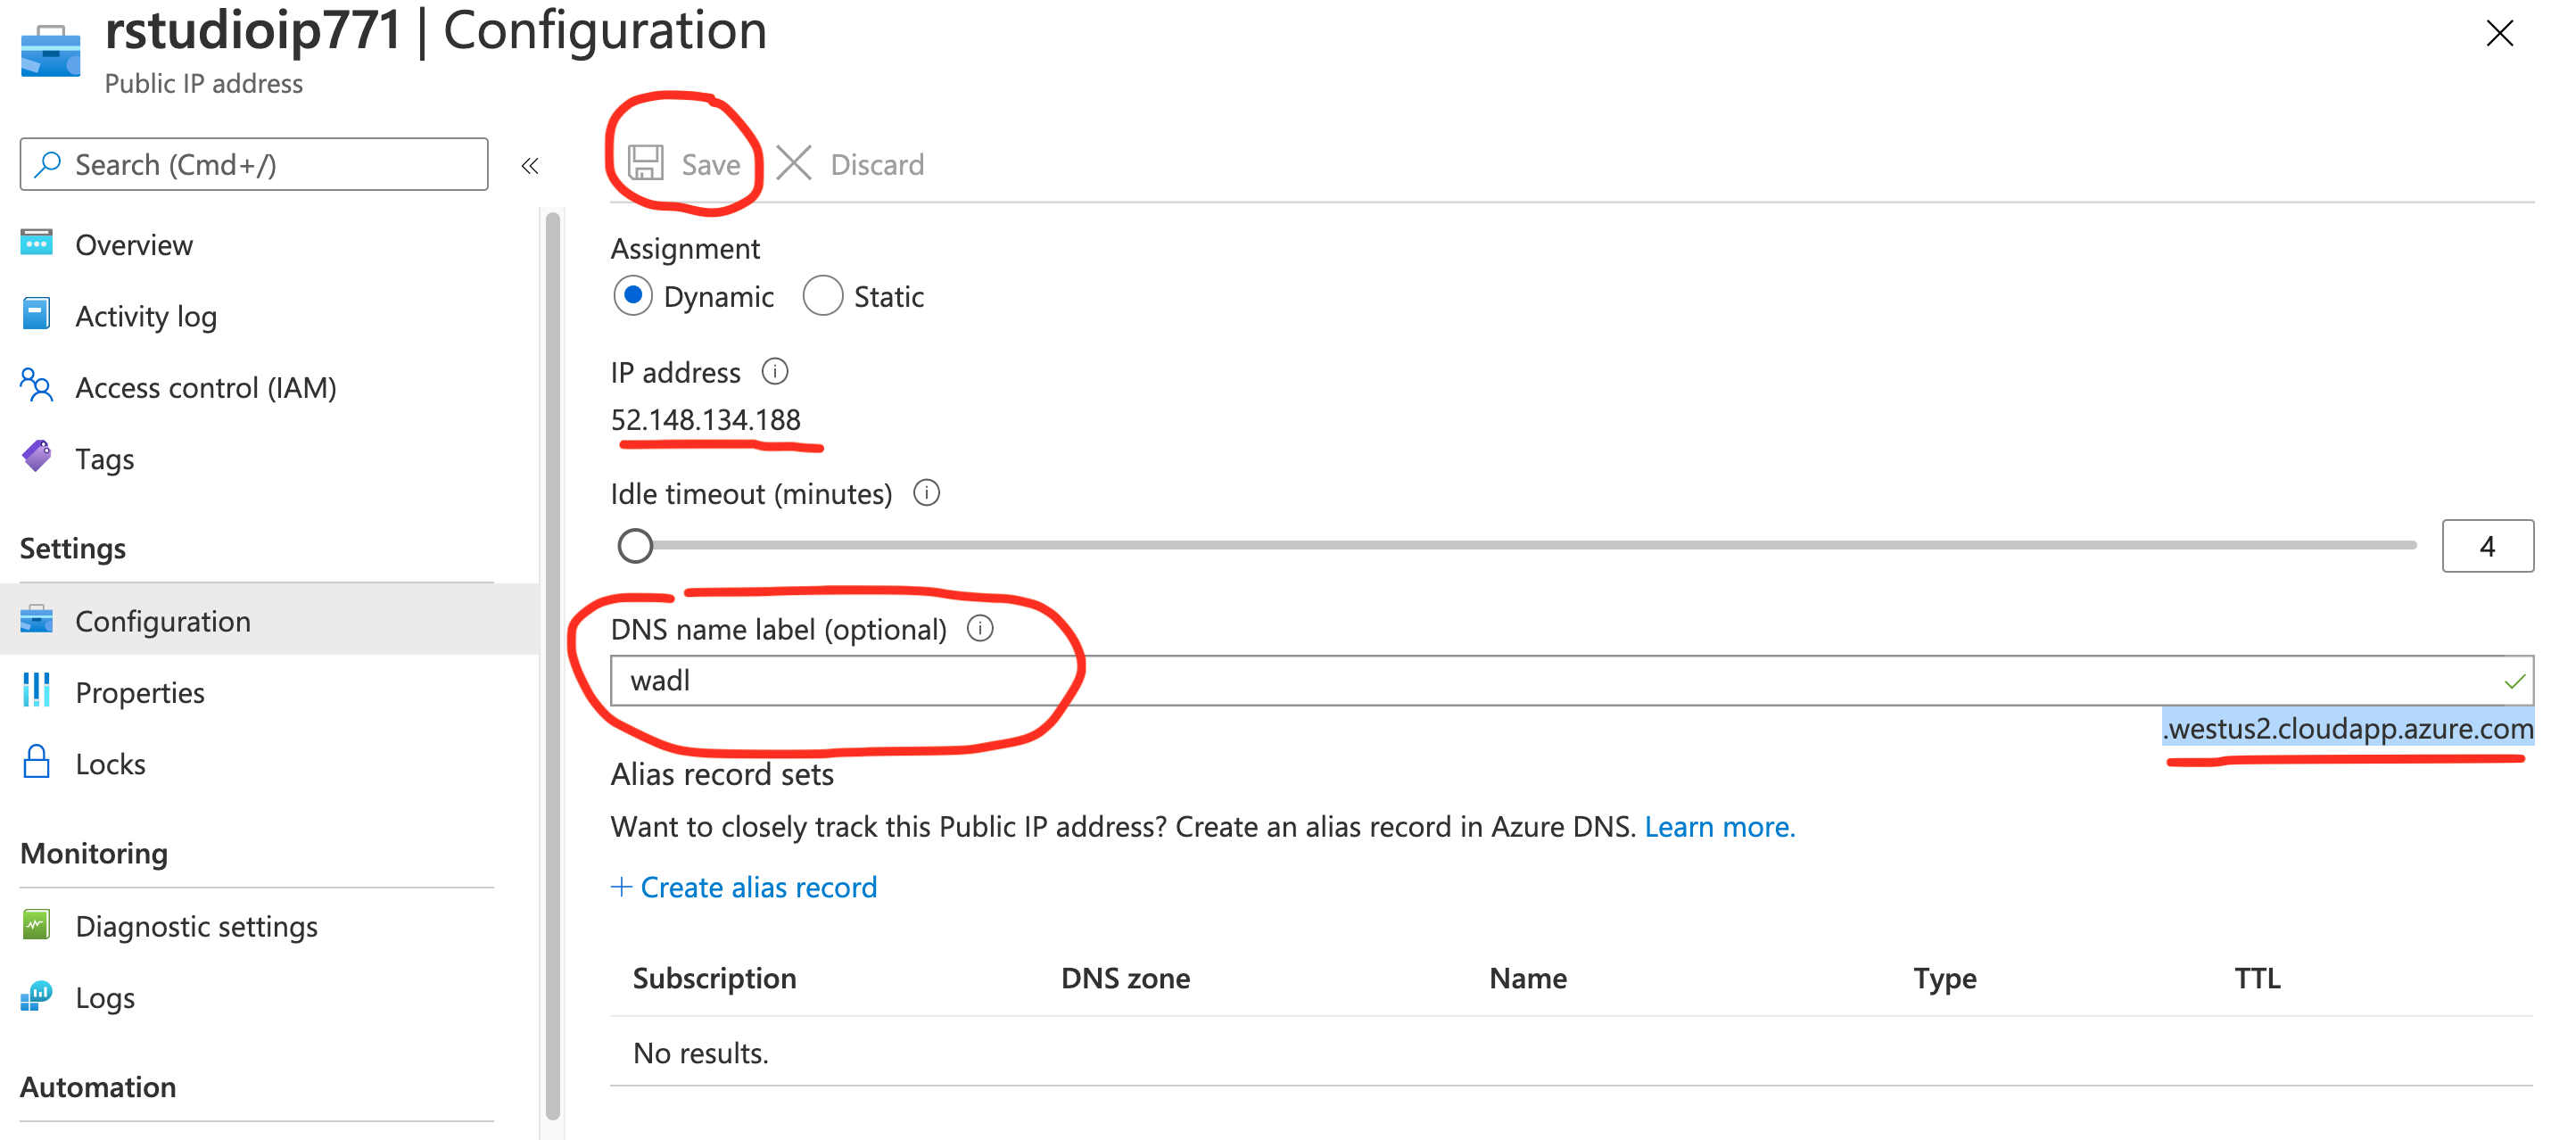 rstudioip771 | Configuration
Public IP address
Search (Cmd+/)
«
Overview
Activity log
Access control (IAM)
Tags
Settings
Configuration
Properties
Locks
Monitoring
Diagnostic settings
Logs
Automation
Save
Discard
Assignment
Dynamic
Static
IP address
52.148.134.188
Idle timeout (minutes)
4
DNS name label (optional)
wadl
.westus2.cloudapp.azure.com
Alias record sets
Want to closely track this Public IP address? Create an alias record in Azure DNS. Learn more.
+ Create alias record
Subscription DNS zone Name Type TTL
No results.